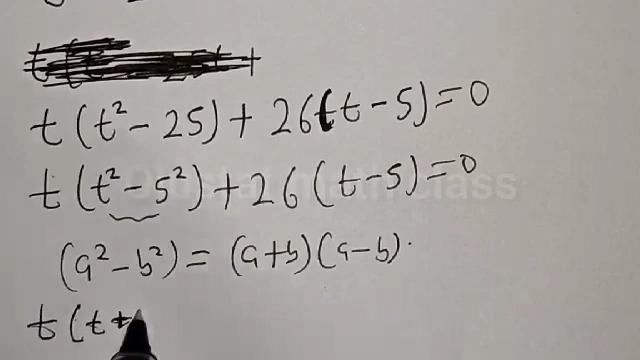 t(t² - 25) + 26(t - 5) = 0
t(t² - 5²) + 26(t - 5) = 0
(a² - b²) = (a+b)(a-b).
t(t+